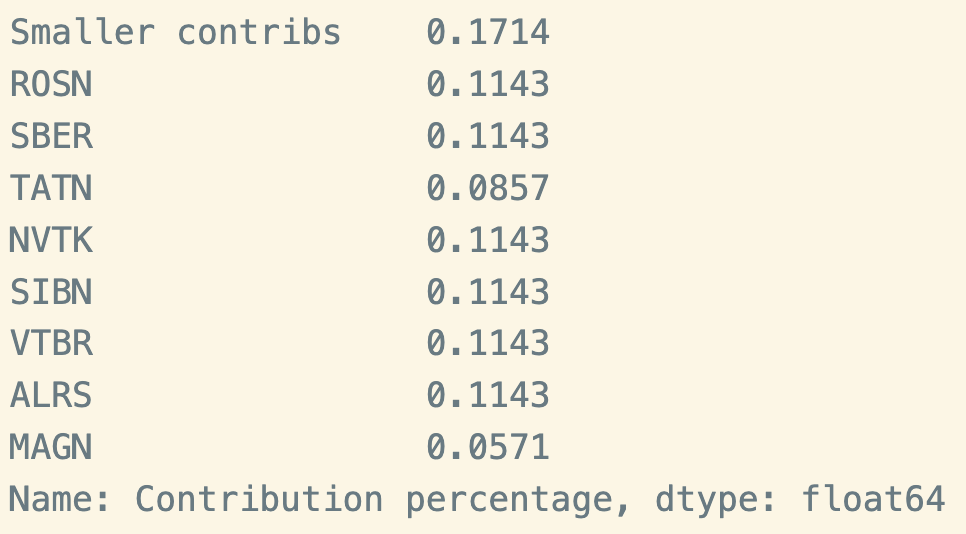 Smaller contribs    0.1714
ROSN                0.1143
SBER                0.1143
TATN                0.0857
NVTK                0.1143
SIBN                0.1143
VTBR                0.1143
ALRS                0.1143
MAGN                0.0571
Name: Contribution percentage, dtype: float64